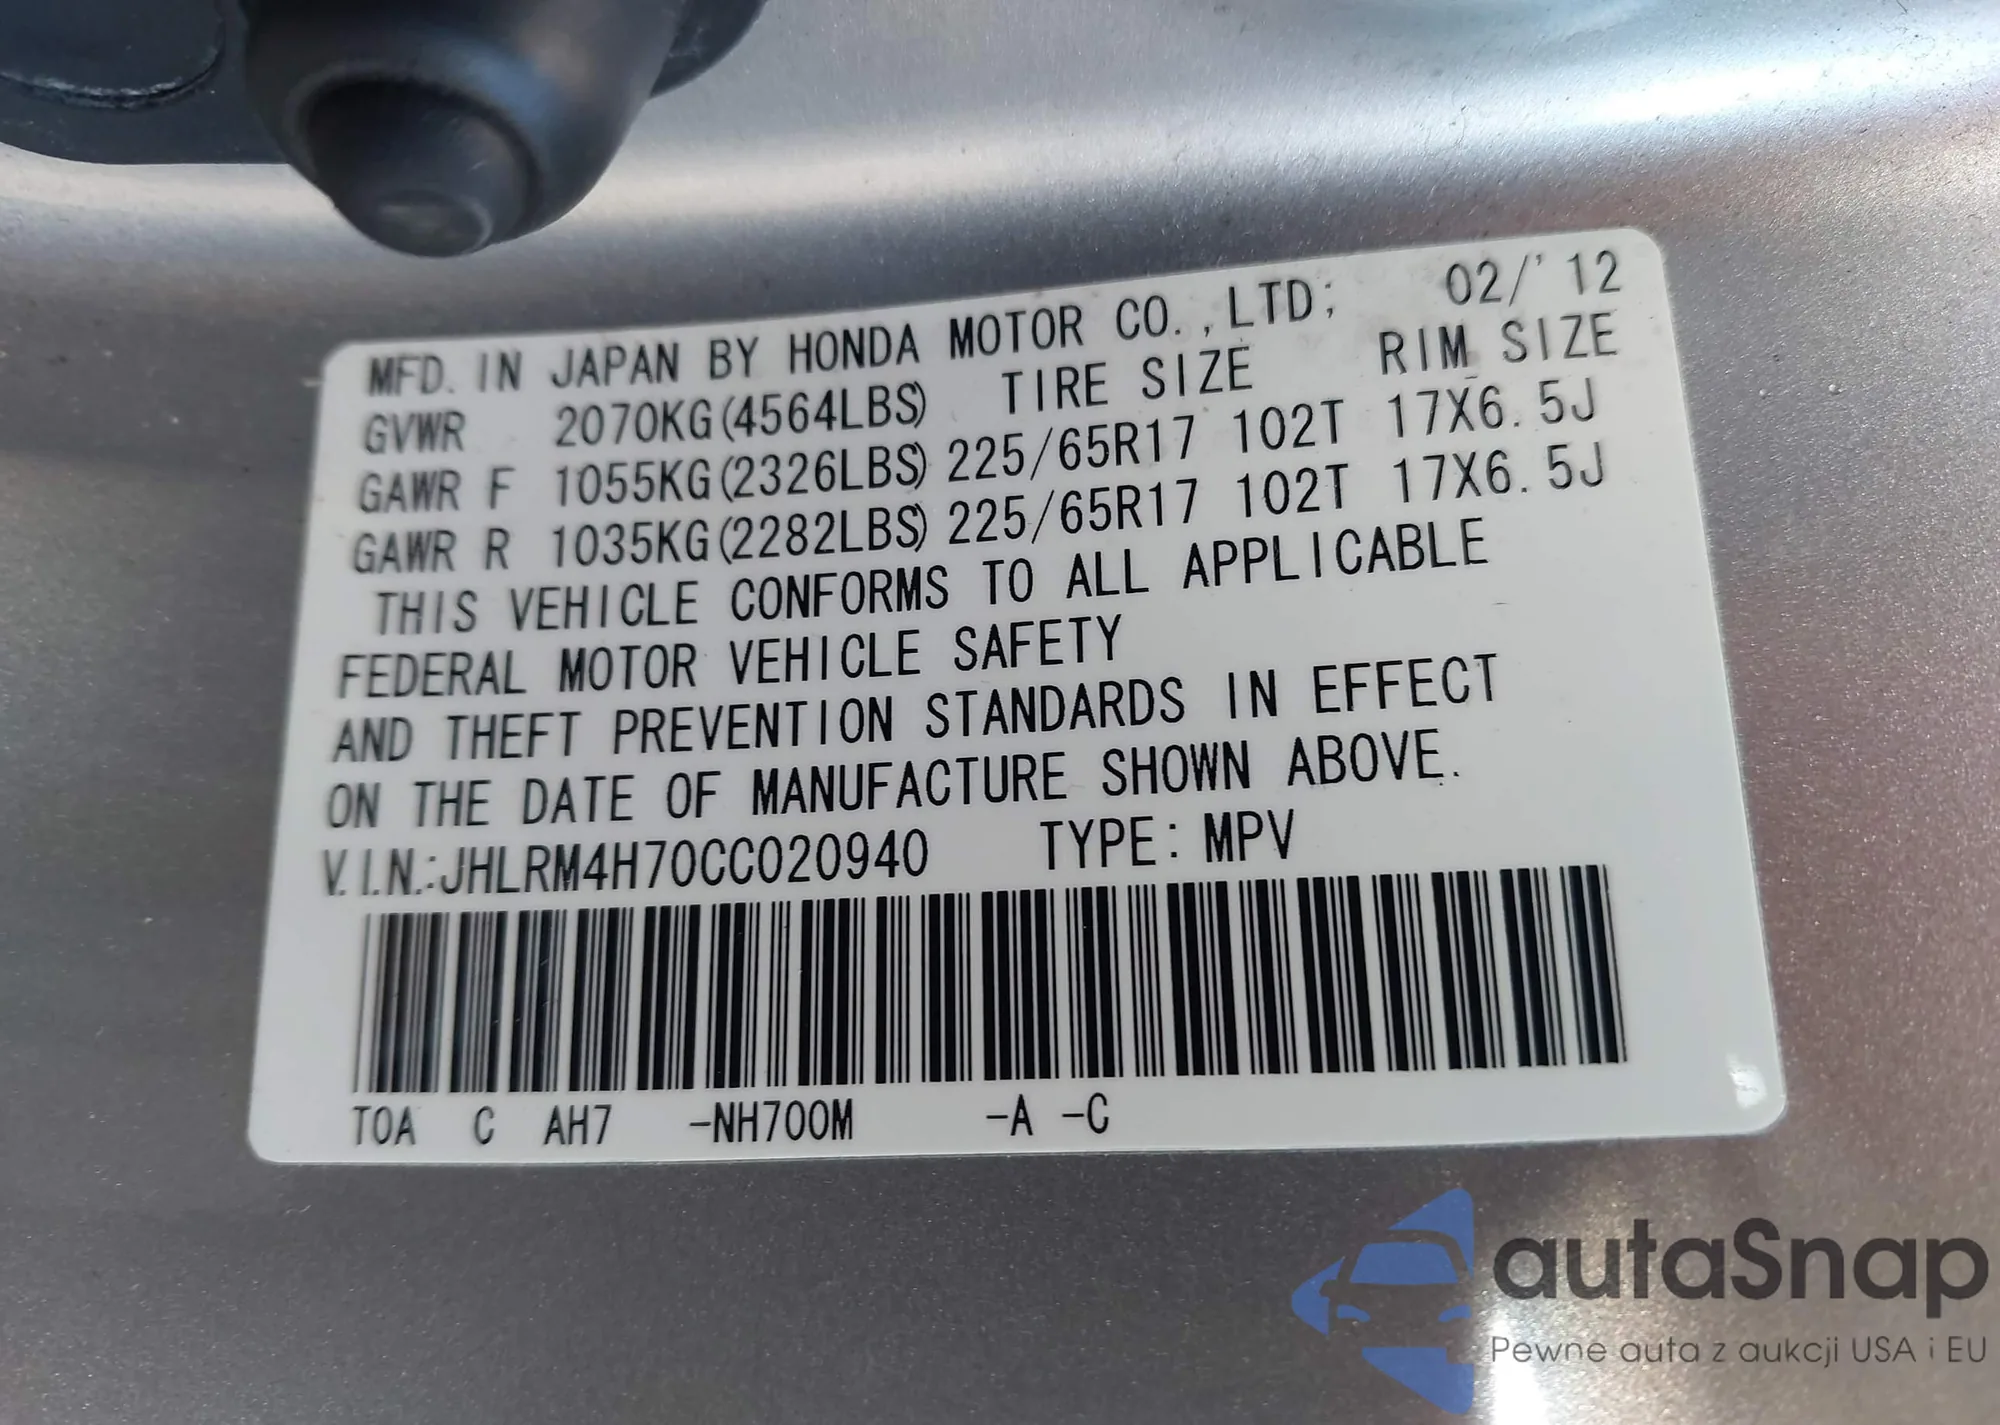 MFD. IN JAPAN BY HONDA MOTOR CO.,LTD; 02/'12
GVWR 2070KG(4564LBS) TIRE SIZE RIM SIZE
GAWR F 1055KG(2326LBS) 225/65R17 102T 17X6.5J
GAWR R 1035KG(2282LBS) 225/65R17 102T 17X6.5J
THIS VEHICLE CONFORMS TO ALL APPLICABLE
FEDERAL MOTOR VEHICLE SAFETY
AND THEFT PREVENTION STANDARDS IN EFFECT
ON THE DATE OF MANUFACTURE SHOWN ABOVE.
V.I.N.:JHLRM4H70CC020940 TYPE: MPV
TOA C AH7 -NH700M -A -C
autaSnap
Pewne auta z aukcji USA i EU